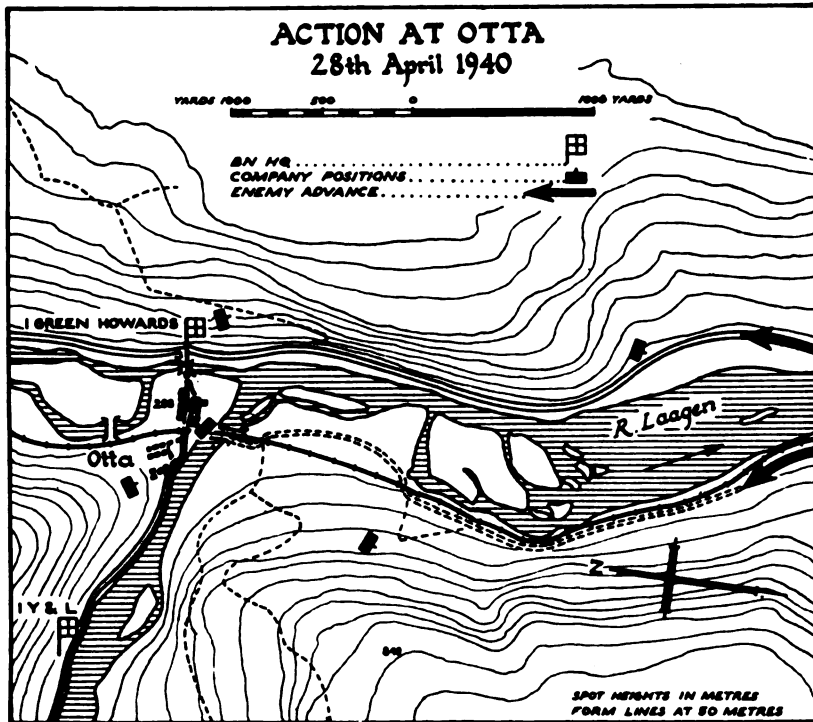 ACTION AT OTTA
28th April 1940
YARDS 1000 500 0 1000 YARDS
BN HQ
COMPANY POSITIONS
ENEMY ADVANCE
1 GREEN HOWARDS
R. Laagen
Otta
N
1 Y & L
SPOT HEIGHTS IN METRES
FORM LINES AT 50 METRES